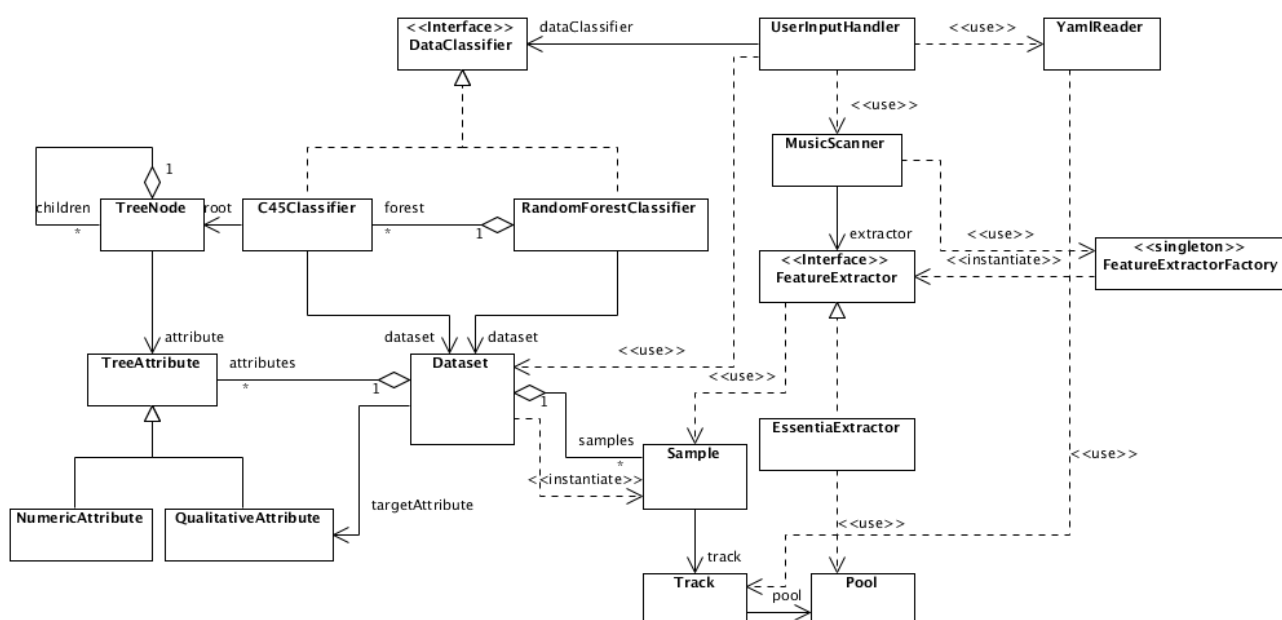 <<Interface>>
DataClassifier
dataClassifier
UserInputHandler
<<use>>
YamlReader
<<use>>
MusicScanner
1
children
*
TreeNode
root
C45Classifier
forest
*
1
RandomForestClassifier
extractor
<<use>>
<<Interface>>
FeatureExtractor
<<instantiate>>
<<singleton>>
FeatureExtractorFactory
attribute
dataset
dataset
TreeAttribute
attributes
*
1
Dataset
1
<<use>>
<<use>>
samples
*
Sample
EssentiaExtractor
<<use>>
<<instantiate>>
targetAttribute
NumericAttribute
QualitativeAttribute
<<use>>
track
Track
pool
Pool